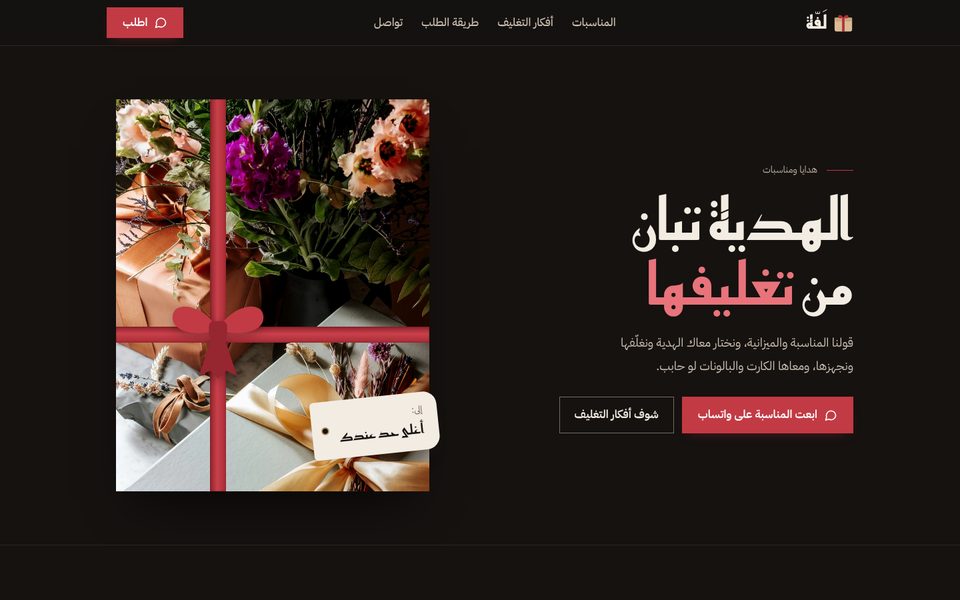 لَفّة
المناسبات
أفكار التغليف
طريقة الطلب
تواصل
اطلب
هدايا ومناسبات
الهدية تبان
من تغليفها
قولنا المناسبة والميزانية، ونختار معاك الهدية ونغلّفها
ونجهزها، ومعاها الكارت والبالونات لو حابب.
ابعت المناسبة على واتساب
شوف أفكار التغليف
إلى:
أغلى حد عندك